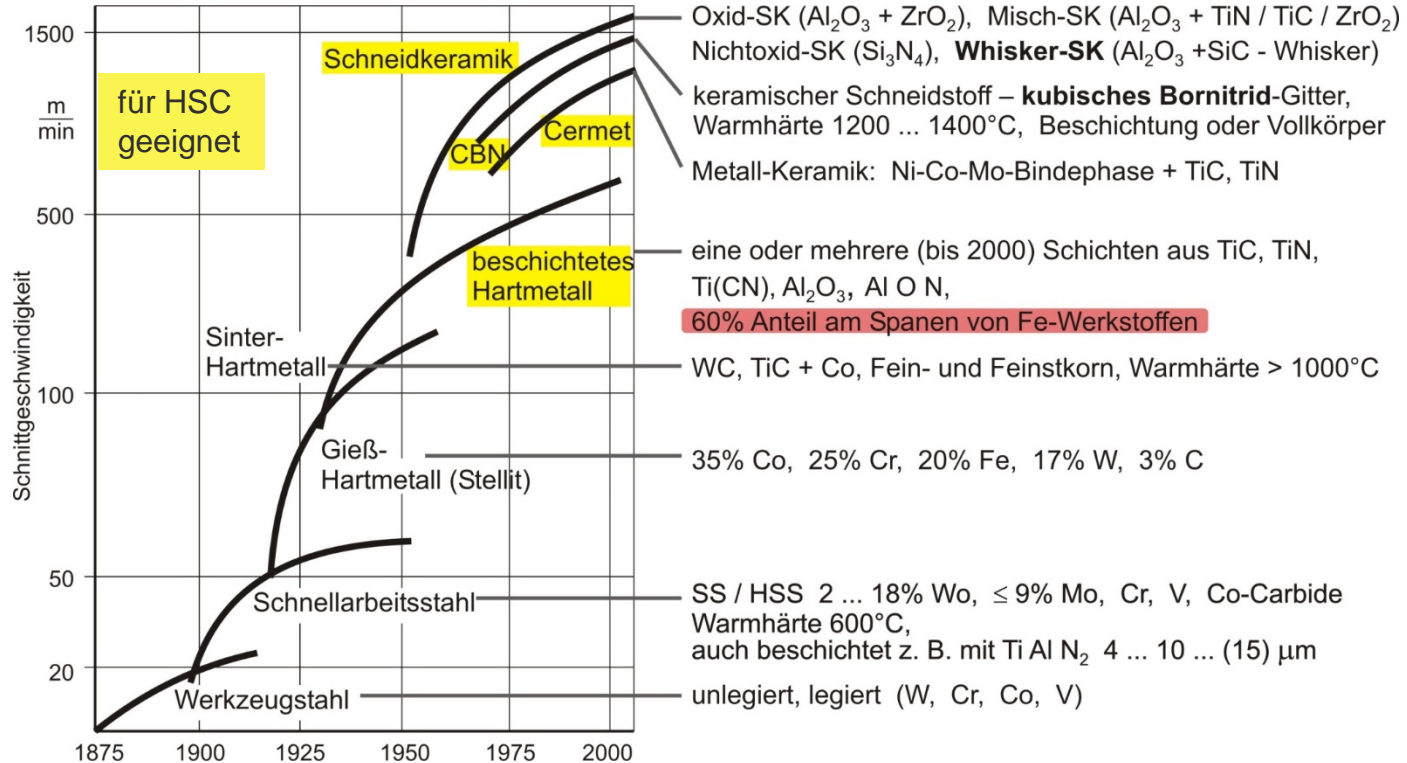 1500
m
min
500
100
50
20
Schnittgeschwindigkeit
1875 1900 1925 1950 1975 2000
für HSC
geeignet
Schneidkeramik
CBN
Cermet
beschichtetes
Hartmetall
Sinter-
Hartmetall
Gieß-
Hartmetall (Stellit)
Schnellarbeitsstahl
Werkzeugstahl
Oxid-SK (Al₂O₃ + ZrO₂), Misch-SK (Al₂O₃ + TiN / TiC / ZrO₂)
Nichtoxid-SK (Si₃N₄), Whisker-SK (Al₂O₃ +SiC - Whisker)
keramischer Schneidstoff – kubisches Bornitrid-Gitter,
Warmhärte 1200 ... 1400°C, Beschichtung oder Vollkörper
Metall-Keramik: Ni-Co-Mo-Bindephase + TiC, TiN
eine oder mehrere (bis 2000) Schichten aus TiC, TiN,
Ti(CN), Al₂O₃, Al O N,
60% Anteil am Spanen von Fe-Werkstoffen
WC, TiC + Co, Fein- und Feinstkorn, Warmhärte > 1000°C
35% Co, 25% Cr, 20% Fe, 17% W, 3% C
SS / HSS 2 ... 18% Wo, ≤ 9% Mo, Cr, V, Co-Carbide
Warmhärte 600°C,
auch beschichtet z. B. mit Ti Al N₂ 4 ... 10 ... (15) µm
unlegiert, legiert (W, Cr, Co, V)